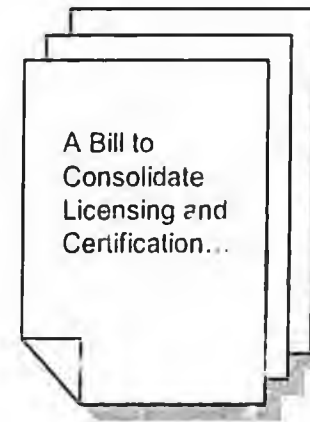 A Bill to
Consolidate
Licensing and
Certification...